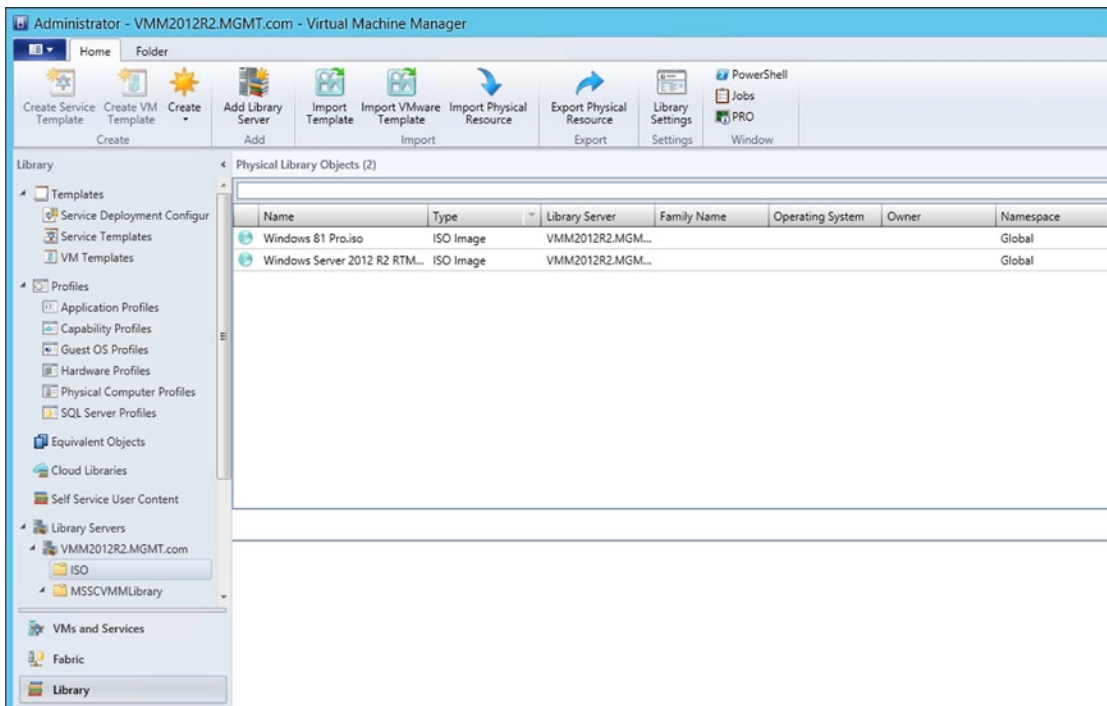 Administrator - VMM2012R2.MGMT.com - Virtual Machine Manager
Home Folder
Create Service Template
Create VM Template
Create
Create
Add Library Server
Add
Import Template
Import VMware Template
Import Physical Resource
Import
Export Physical Resource
Export
Library Settings
Settings
PowerShell
Jobs
PRO
Window
Library
Templates
Service Deployment Configur
Service Templates
VM Templates
Profiles
Application Profiles
Capability Profiles
Guest OS Profiles
Hardware Profiles
Physical Computer Profiles
SQL Server Profiles
Equivalent Objects
Cloud Libraries
Self Service User Content
Library Servers
VMM2012R2.MGMT.com
ISO
MSSCVMMLibrary
VMs and Services
Fabric
Library
Physical Library Objects (2)
Name Type Library Server Family Name Operating System Owner Namespace
Windows 81 Pro.iso ISO Image VMM2012R2.MGM... Global
Windows Server 2012 R2 RTM... ISO Image VMM2012R2.MGM... Global